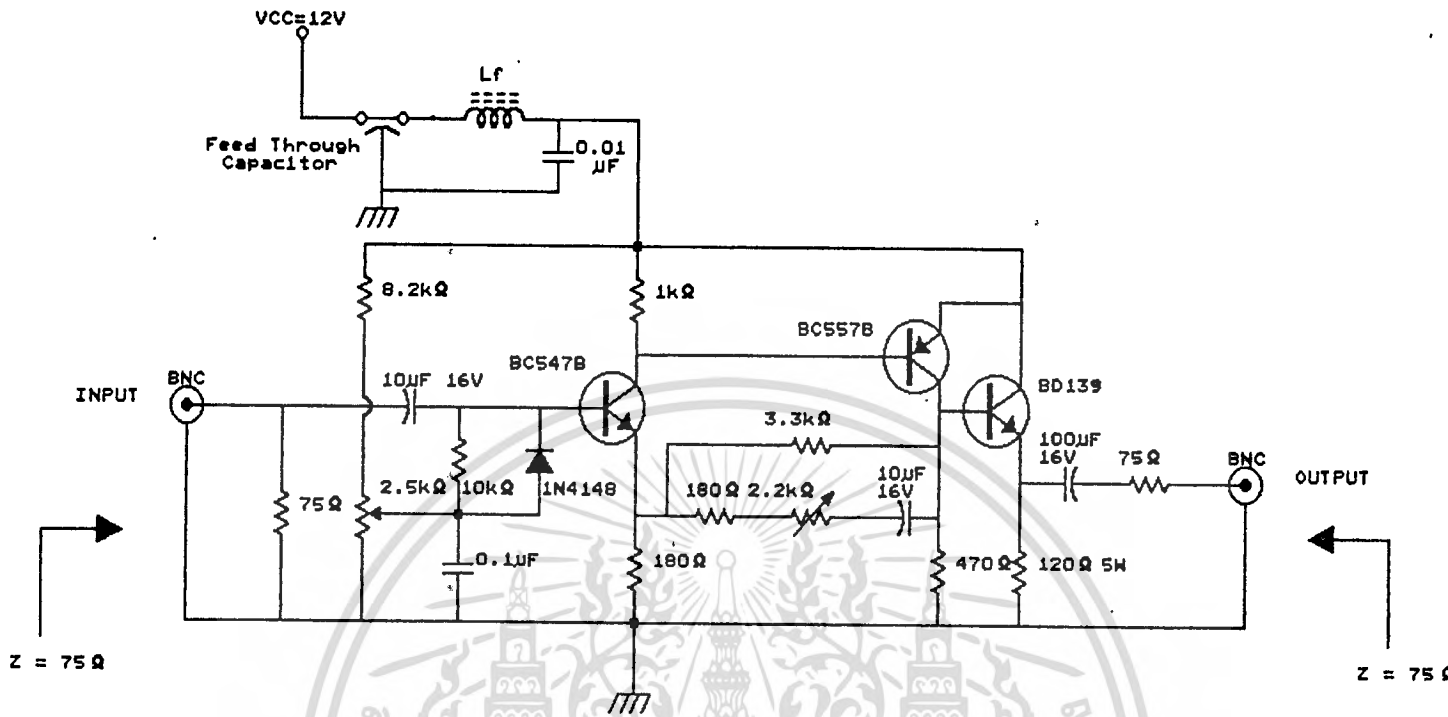 VCC=12V
Lf
Feed Through
Capacitor
0.01
µF
8.2kΩ
1kΩ
BC557B
BC547B
BD139
INPUT
BNC
10µF 16V
3.3kΩ
100µF
16V
75Ω
BNC
OUTPUT
2.5kΩ
10kΩ
1N4148
180Ω
2.2kΩ
10µF
16V
75Ω
0.1µF
180Ω
470Ω
120Ω 5W
Z = 75Ω
Z = 75Ω